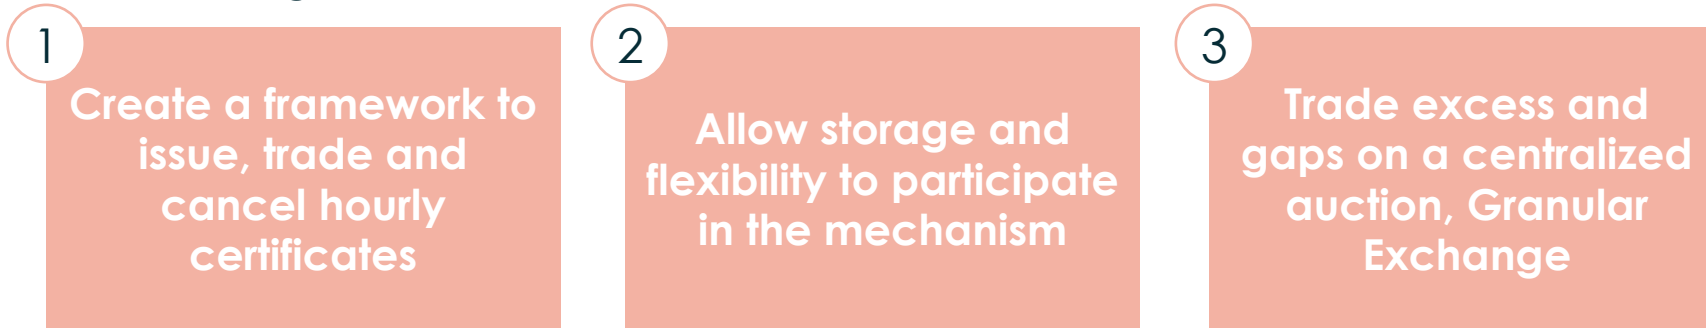 1
Create a framework to
issue, trade and
cancel hourly
certificates
2
Allow storage and
flexibility to participate
in the mechanism
3
Trade excess and
gaps on a centralized
auction, Granular
Exchange